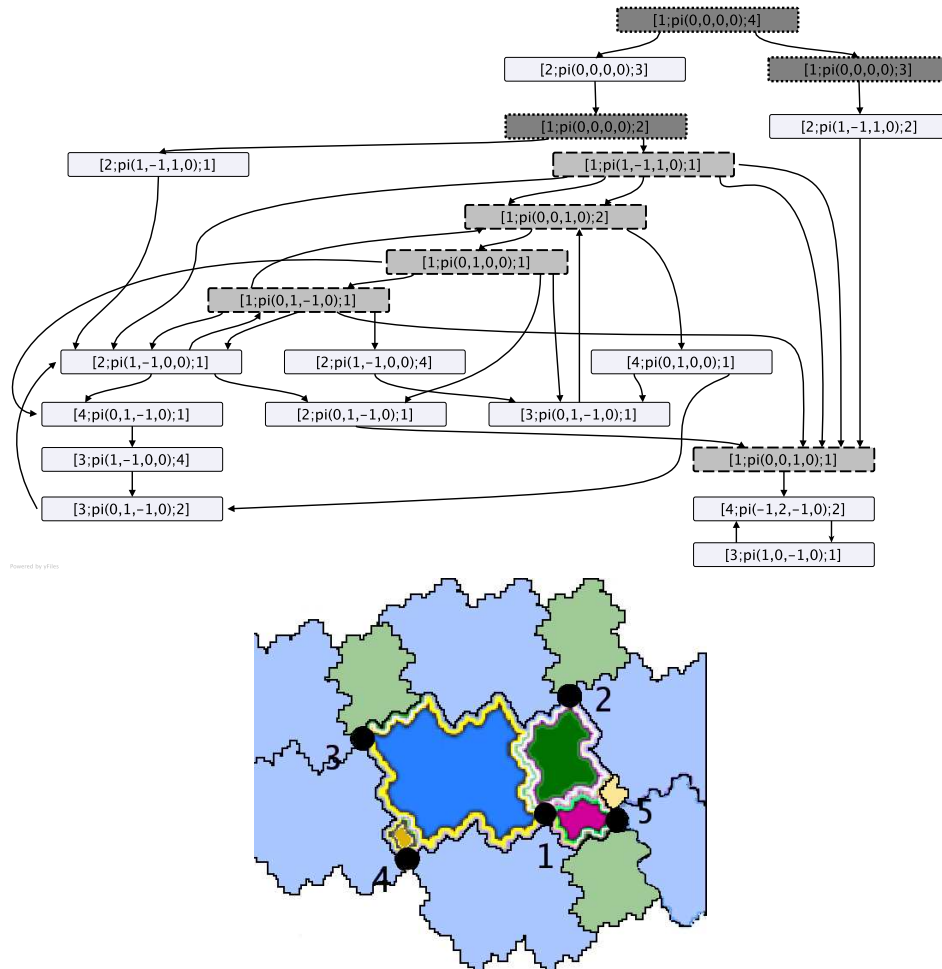 [1;pi(0,0,0,0);4]
[2;pi(0,0,0,0);3]
[1;pi(0,0,0,0);3]
[1;pi(0,0,0,0);2]
[2;pi(1,−1,1,0);2]
[2;pi(1,−1,1,0);1]
[1;pi(1,−1,1,0);1]
[1;pi(0,0,1,0);2]
[1;pi(0,1,0,0);1]
[1;pi(0,1,−1,0);1]
[2;pi(1,−1,0,0);1]
[2;pi(1,−1,0,0);4]
[4;pi(0,1,0,0);1]
[4;pi(0,1,−1,0);1]
[2;pi(0,1,−1,0);1]
[3;pi(0,1,−1,0);1]
[3;pi(1,−1,0,0);4]
[1;pi(0,0,1,0);1]
[3;pi(0,1,−1,0);2]
[4;pi(−1,2,−1,0);2]
[3;pi(1,0,−1,0);1]
Powered by yFiles
2
3
5
1
4